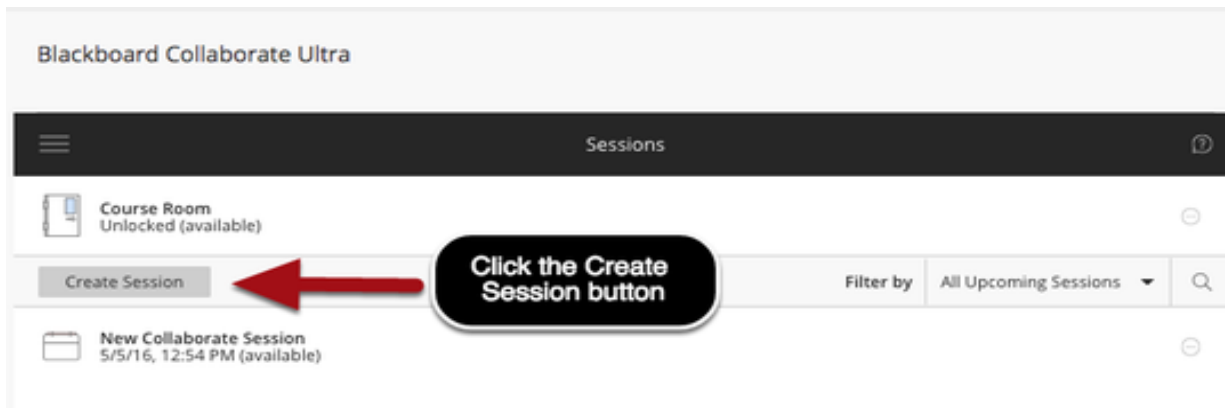 Blackboard Collaborate Ultra
Sessions
Course Room
Unlocked (available)
Create Session
Click the Create
Session button
Filter by
All Upcoming Sessions
New Collaborate Session
5/5/16, 12:54 PM (available)